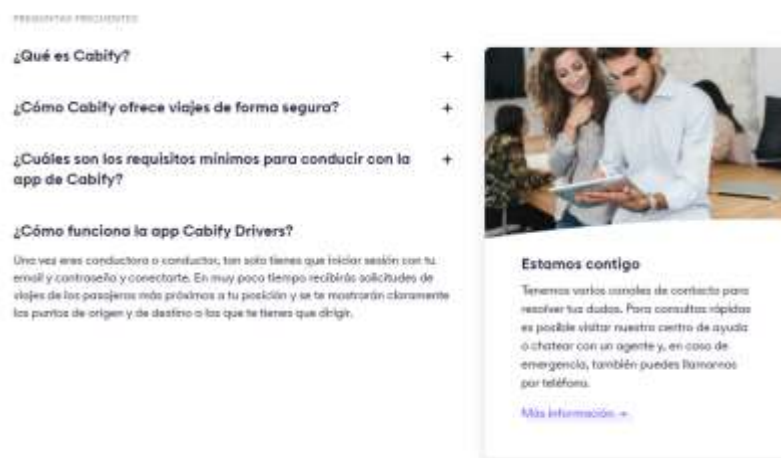 PREGUNTAS FRECUENTES
¿Qué es Cabify?
+
¿Cómo Cabify ofrece viajes de forma segura?
+
¿Cuáles son los requisitos mínimos para conducir con la
app de Cabify?
+
¿Cómo funciona la app Cabify Drivers?
Una vez eres conductora o conductor, tan solo tienes que iniciar sesión con tu
email y contraseña y conectarte. En muy poco tiempo recibirás solicitudes de
viajes de los pasajeros más próximos a tu posición y se te mostrarán claramente
los puntos de origen y de destino a los que te tienes que dirigir.
Estamos contigo
Tenemos varios canales de contacto para
resolver tus dudas. Para consultas rápidas
es posible visitar nuestro centro de ayuda
o chatear con un agente y, en caso de
emergencia, también puedes llamarnos
por teléfono.
Más información →